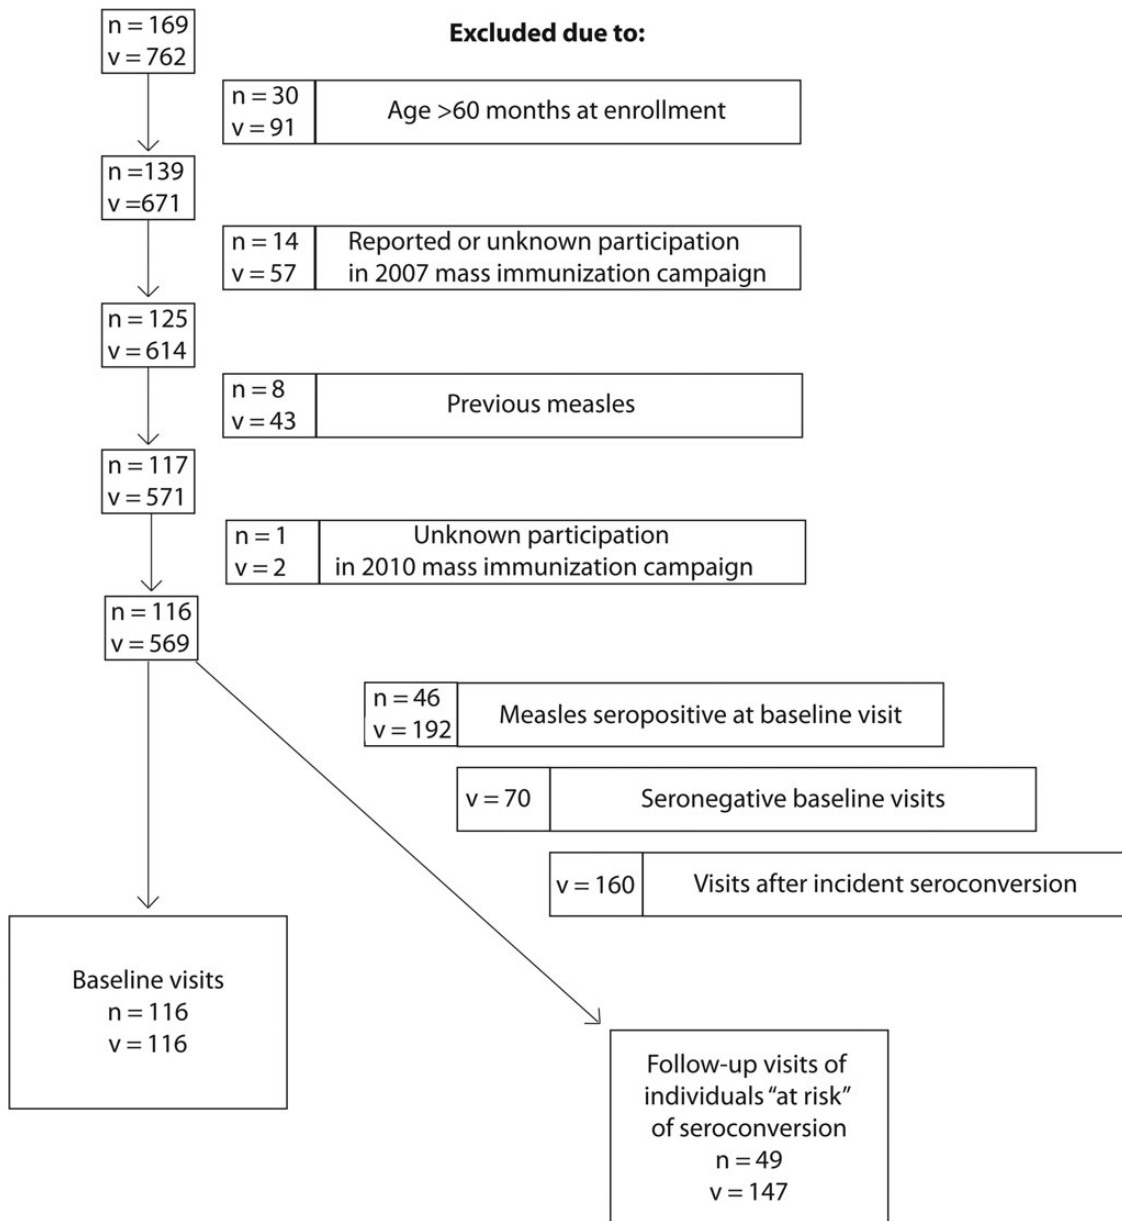 n = 169
v = 762
Excluded due to:
n = 30
v = 91
Age >60 months at enrollment
n =139
v =671
n = 14
v = 57
Reported or unknown participation
in 2007 mass immunization campaign
n = 125
v = 614
n = 8
v = 43
Previous measles
n = 117
v = 571
n = 1
v = 2
Unknown participation
in 2010 mass immunization campaign
n = 116
v = 569
n = 46
v = 192
Measles seropositive at baseline visit
v = 70
Seronegative baseline visits
v = 160
Visits after incident seroconversion
Baseline visits
n = 116
v = 116
Follow-up visits of
individuals “at risk”
of seroconversion
n = 49
v = 147